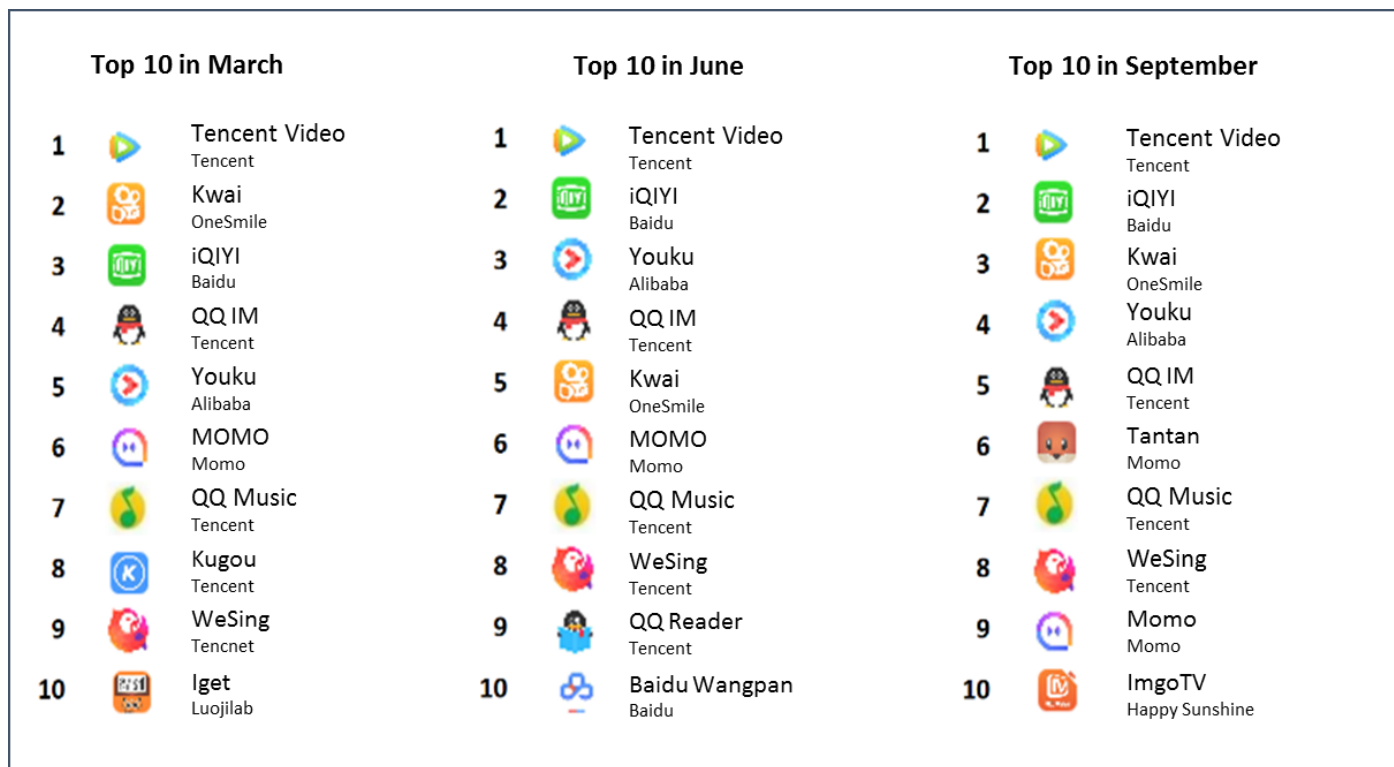 Top 10 in March
1
Tencent Video
Tencent
2
Kwai
OneSmile
3
iQIYI
Baidu
4
QQ IM
Tencent
5
Youku
Alibaba
6
MOMO
Momo
7
QQ Music
Tencent
8
Kugou
Tencent
9
WeSing
Tencnet
10
Iget
Luojilab
Top 10 in June
1
Tencent Video
Tencent
2
iQIYI
Baidu
3
Youku
Alibaba
4
QQ IM
Tencent
5
Kwai
OneSmile
6
MOMO
Momo
7
QQ Music
Tencent
8
WeSing
Tencent
9
QQ Reader
Tencent
10
Baidu Wangpan
Baidu
Top 10 in September
1
Tencent Video
Tencent
2
iQIYI
Baidu
3
Kwai
OneSmile
4
Youku
Alibaba
5
QQ IM
Tencent
6
Tantan
Momo
7
QQ Music
Tencent
8
WeSing
Tencent
9
Momo
Momo
10
ImgoTV
Happy Sunshine